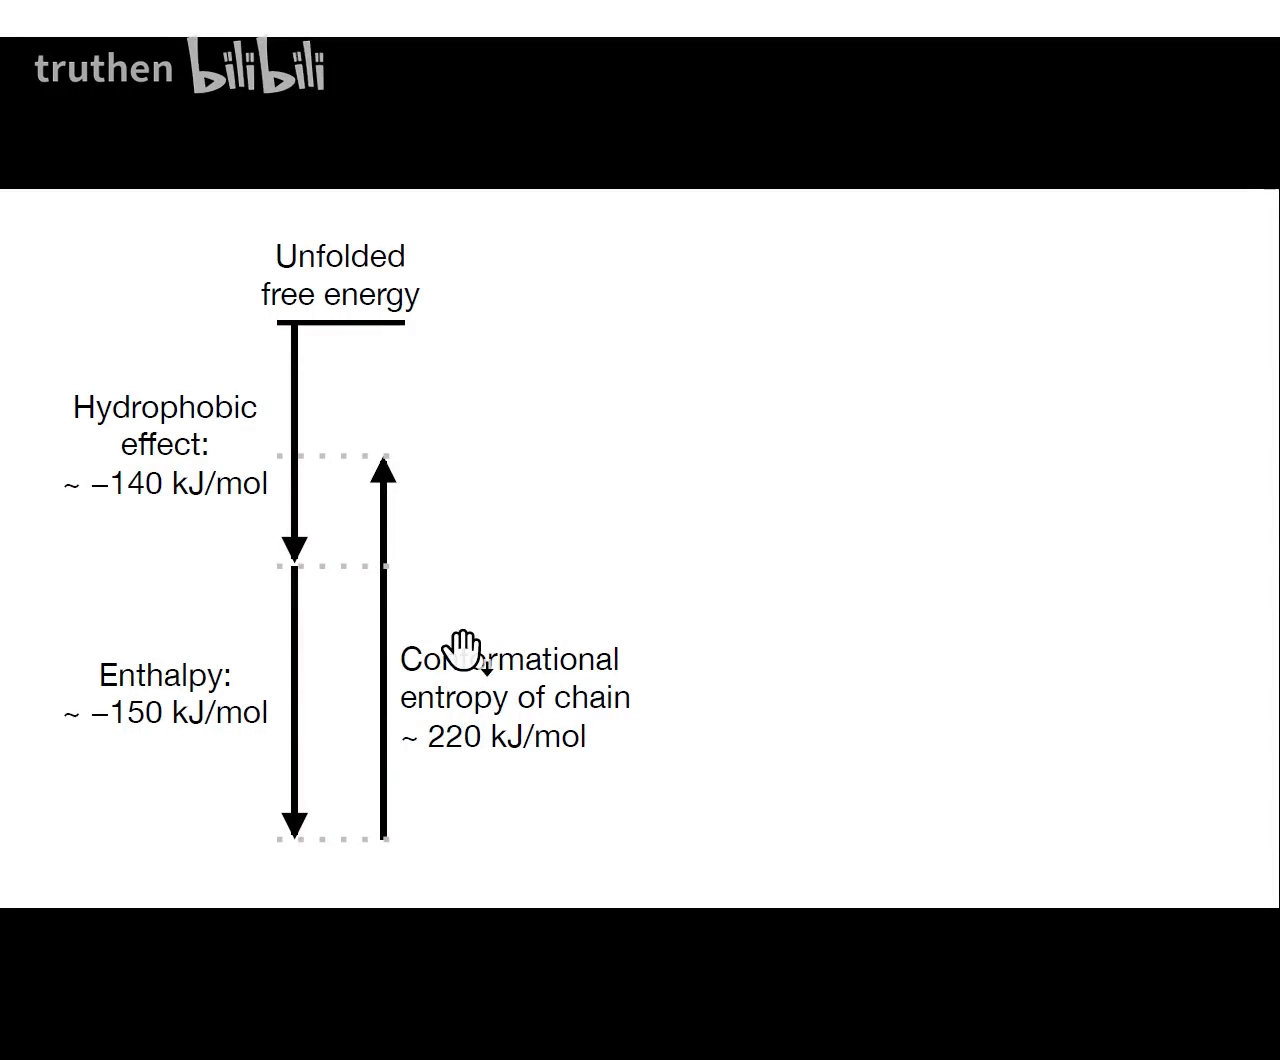 truthen bilibili
Unfolded
free energy
Hydrophobic
effect:
~ –140 kJ/mol
Enthalpy:
~ –150 kJ/mol
Conformational
entropy of chain
~ 220 kJ/mol